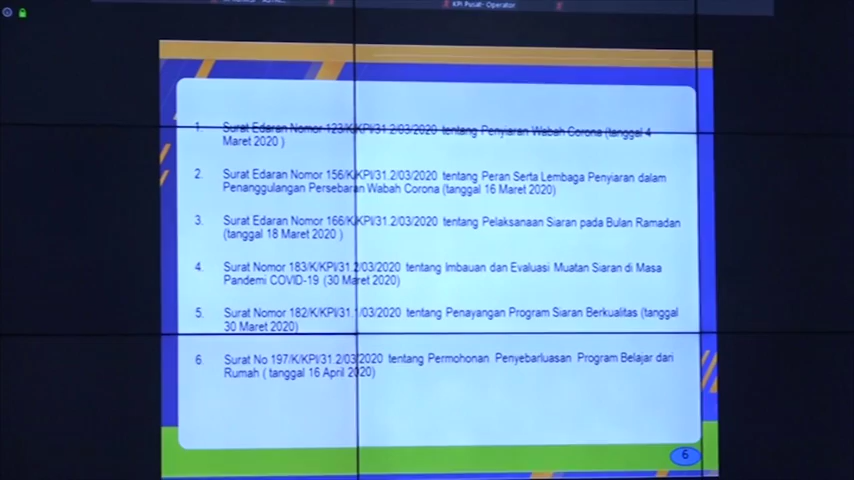 KPI Pusat- Operator
1. Surat Edaran Nomor 123/K/KPI/31.2/03/2020 tentang Penyiaran Wabah Corona (tanggal 4
Maret 2020 )
2. Surat Edaran Nomor 156/K/KPI/31.2/03/2020 tentang Peran Serta Lembaga Penyiaran dalam
Penanggulangan Persebaran Wabah Corona (tanggal 16 Maret 2020)
3. Surat Edaran Nomor 166/K/KPI/31.2/03/2020 tentang Pelaksanaan Siaran pada Bulan Ramadan
(tanggal 18 Maret 2020 )
4. Surat Nomor 183/K/KPI/31.2/03/2020 tentang Imbauan dan Evaluasi Muatan Siaran di Masa
Pandemi COVID-19 (30 Maret 2020)
5. Surat Nomor 182/K/KPI/31.1/03/2020 tentang Penayangan Program Siaran Berkualitas (tanggal
30 Maret 2020)
6. Surat No 197/K/KPI/31.2/03/2020 tentang Permohonan Penyebarluasan Program Belajar dari
Rumah ( tanggal 16 April 2020)
6